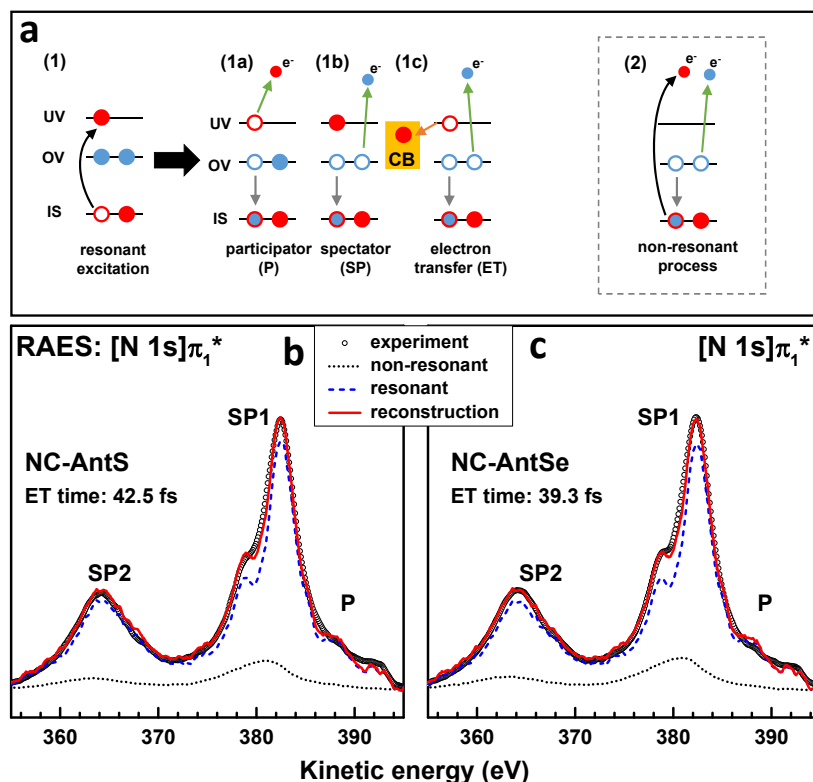 a
(1)
(1a)
(1b)
(1c)
(2)
e-
e-
e-
e-
e-
UV
UV
OV
OV
CB
IS
IS
resonant
excitation
participator
(P)
spectator
(SP)
electron
transfer (ET)
non-resonant
process
RAES: [N 1s]π1*
b
experiment
non-resonant
resonant
reconstruction
c
[N 1s]π1*
SP1
NC-AntS
ET time: 42.5 fs
SP2
P
SP1
NC-AntSe
ET time: 39.3 fs
SP2
P
360 370 380 390
360 370 380 390
Kinetic energy (eV)